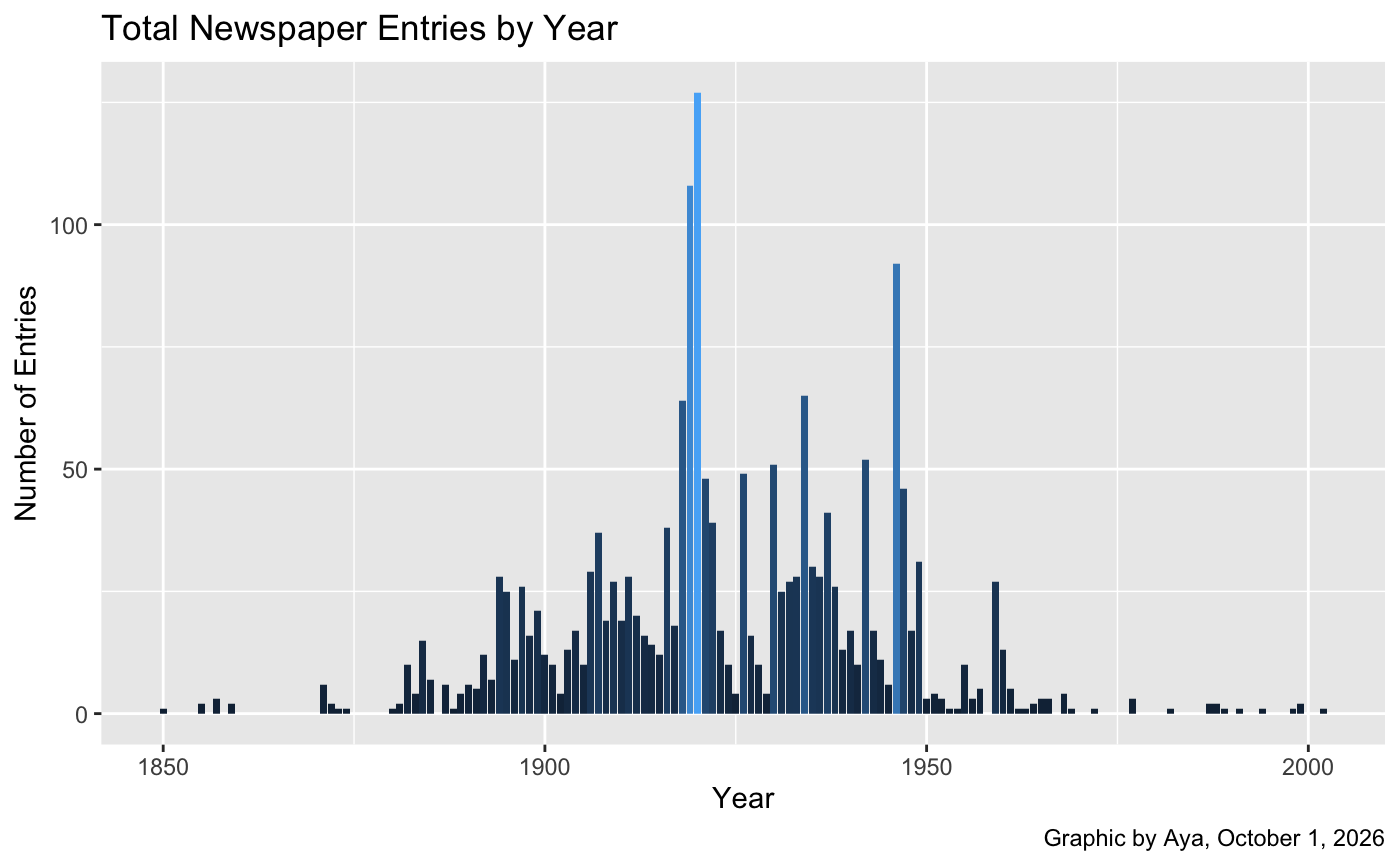 Total Newspaper Entries by Year
Number of Entries
100
50
0
1850
1900
1950
2000
Year
Graphic by Aya, October 1, 2026